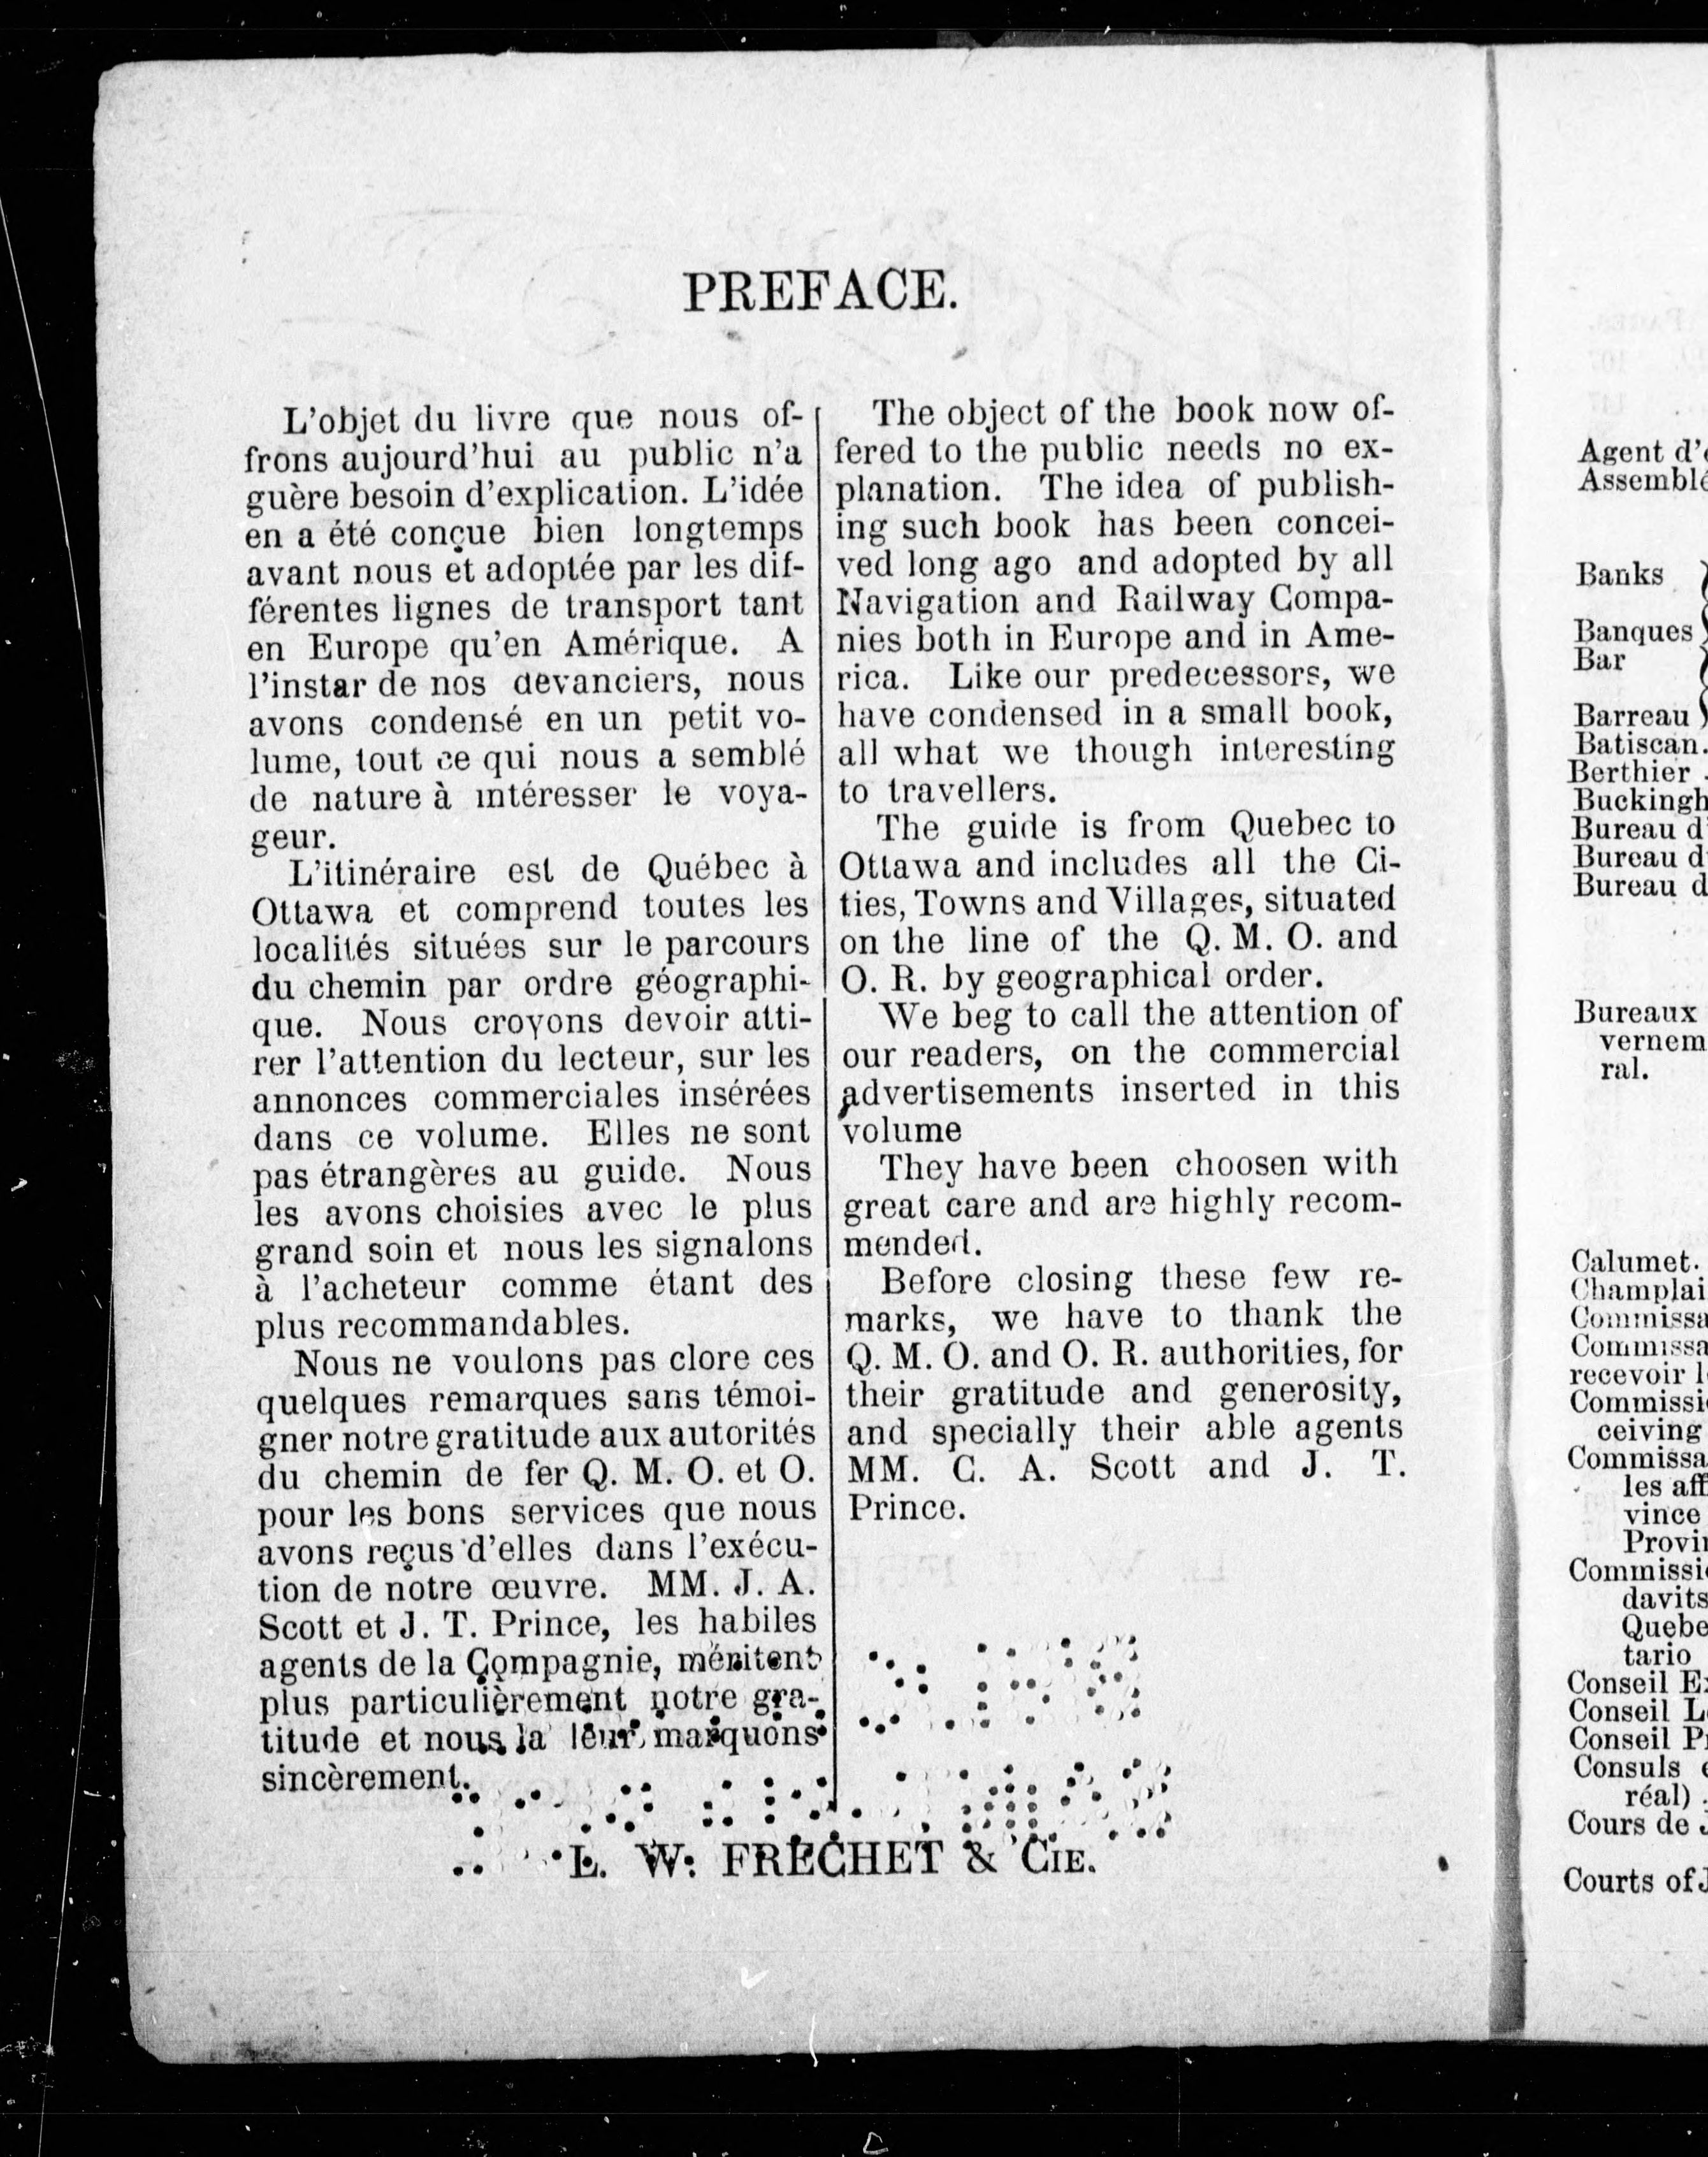 PREFACE.
L'objet du livre que nous of-
frons aujourd'hui au public n'a
guère besoin d'explication. L'idée
en a été conçue bien longtemps
avant nous et adoptée par les dif-
férentes lignes de transport tant
en Europe qu'en Amérique. A
l'instar de nos devanciers, nous
avons condensé en un petit vo-
lume, tout ce qui nous a semblé
de nature à intéresser le voya-
geur.
L'itinéraire est de Québec à
Ottawa et comprend toutes les
localités situées sur le parcours
du chemin par ordre géographi-
que. Nous croyons devoir atti-
rer l'attention du lecteur, sur les
annonces commerciales insérées
dans ce volume. Elles ne sont
pas étrangères au guide. Nous
les avons choisies avec le plus
grand soin et nous les signalons
à l'acheteur comme étant des
plus recommandables.
Nous ne voulons pas clore ces
quelques remarques sans témoi-
gner notre gratitude aux autorités
du chemin de fer Q. M. O. et O.
pour les bons services que nous
avons reçus d'elles dans l'exécu-
tion de notre œuvre. MM. J. A.
Scott et J. T. Prince, les habiles
agents de la Compagnie, méritent
plus particulièrement notre gra-
titude et nous la leur marquons
sincèrement.
The object of the book now of-
fered to the public needs no ex-
planation. The idea of publish-
ing such book has been concei-
ved long ago and adopted by all
Navigation and Railway Compa-
nies both in Europe and in Ame-
rica. Like our predecessors, we
have condensed in a small book,
all what we though interesting
to travellers.
The guide is from Quebec to
Ottawa and includes all the Ci-
ties, Towns and Villages, situated
on the line of the Q. M. O. and
O. R. by geographical order.
We beg to call the attention of
our readers, on the commercial
advertisements inserted in this
volume
They have been choosen with
great care and are highly recom-
mended.
Before closing these few re-
marks, we have to thank the
Q. M. O. and O. R. authorities, for
their gratitude and generosity,
and specially their able agents
MM. C. A. Scott and J. T.
Prince.
L. W. FRECHET & CIE.
Agent d'
Assemblé
Banks
Banques
Bar
Barreau
Batiscan.
Berthier
Buckingh
Bureau d'
Bureau d
Bureau d
Bureaux
vernem
ral.
Calumet.
Champlai
Commissa
Commissa
recevoir l
Commissi
ceiving
Commissa
les aff
vince
Provin
Commissi
davits
Quebe
tario
Conseil E
Conseil L
Conseil P
Consuls
réal)
Cours de
Courts of J